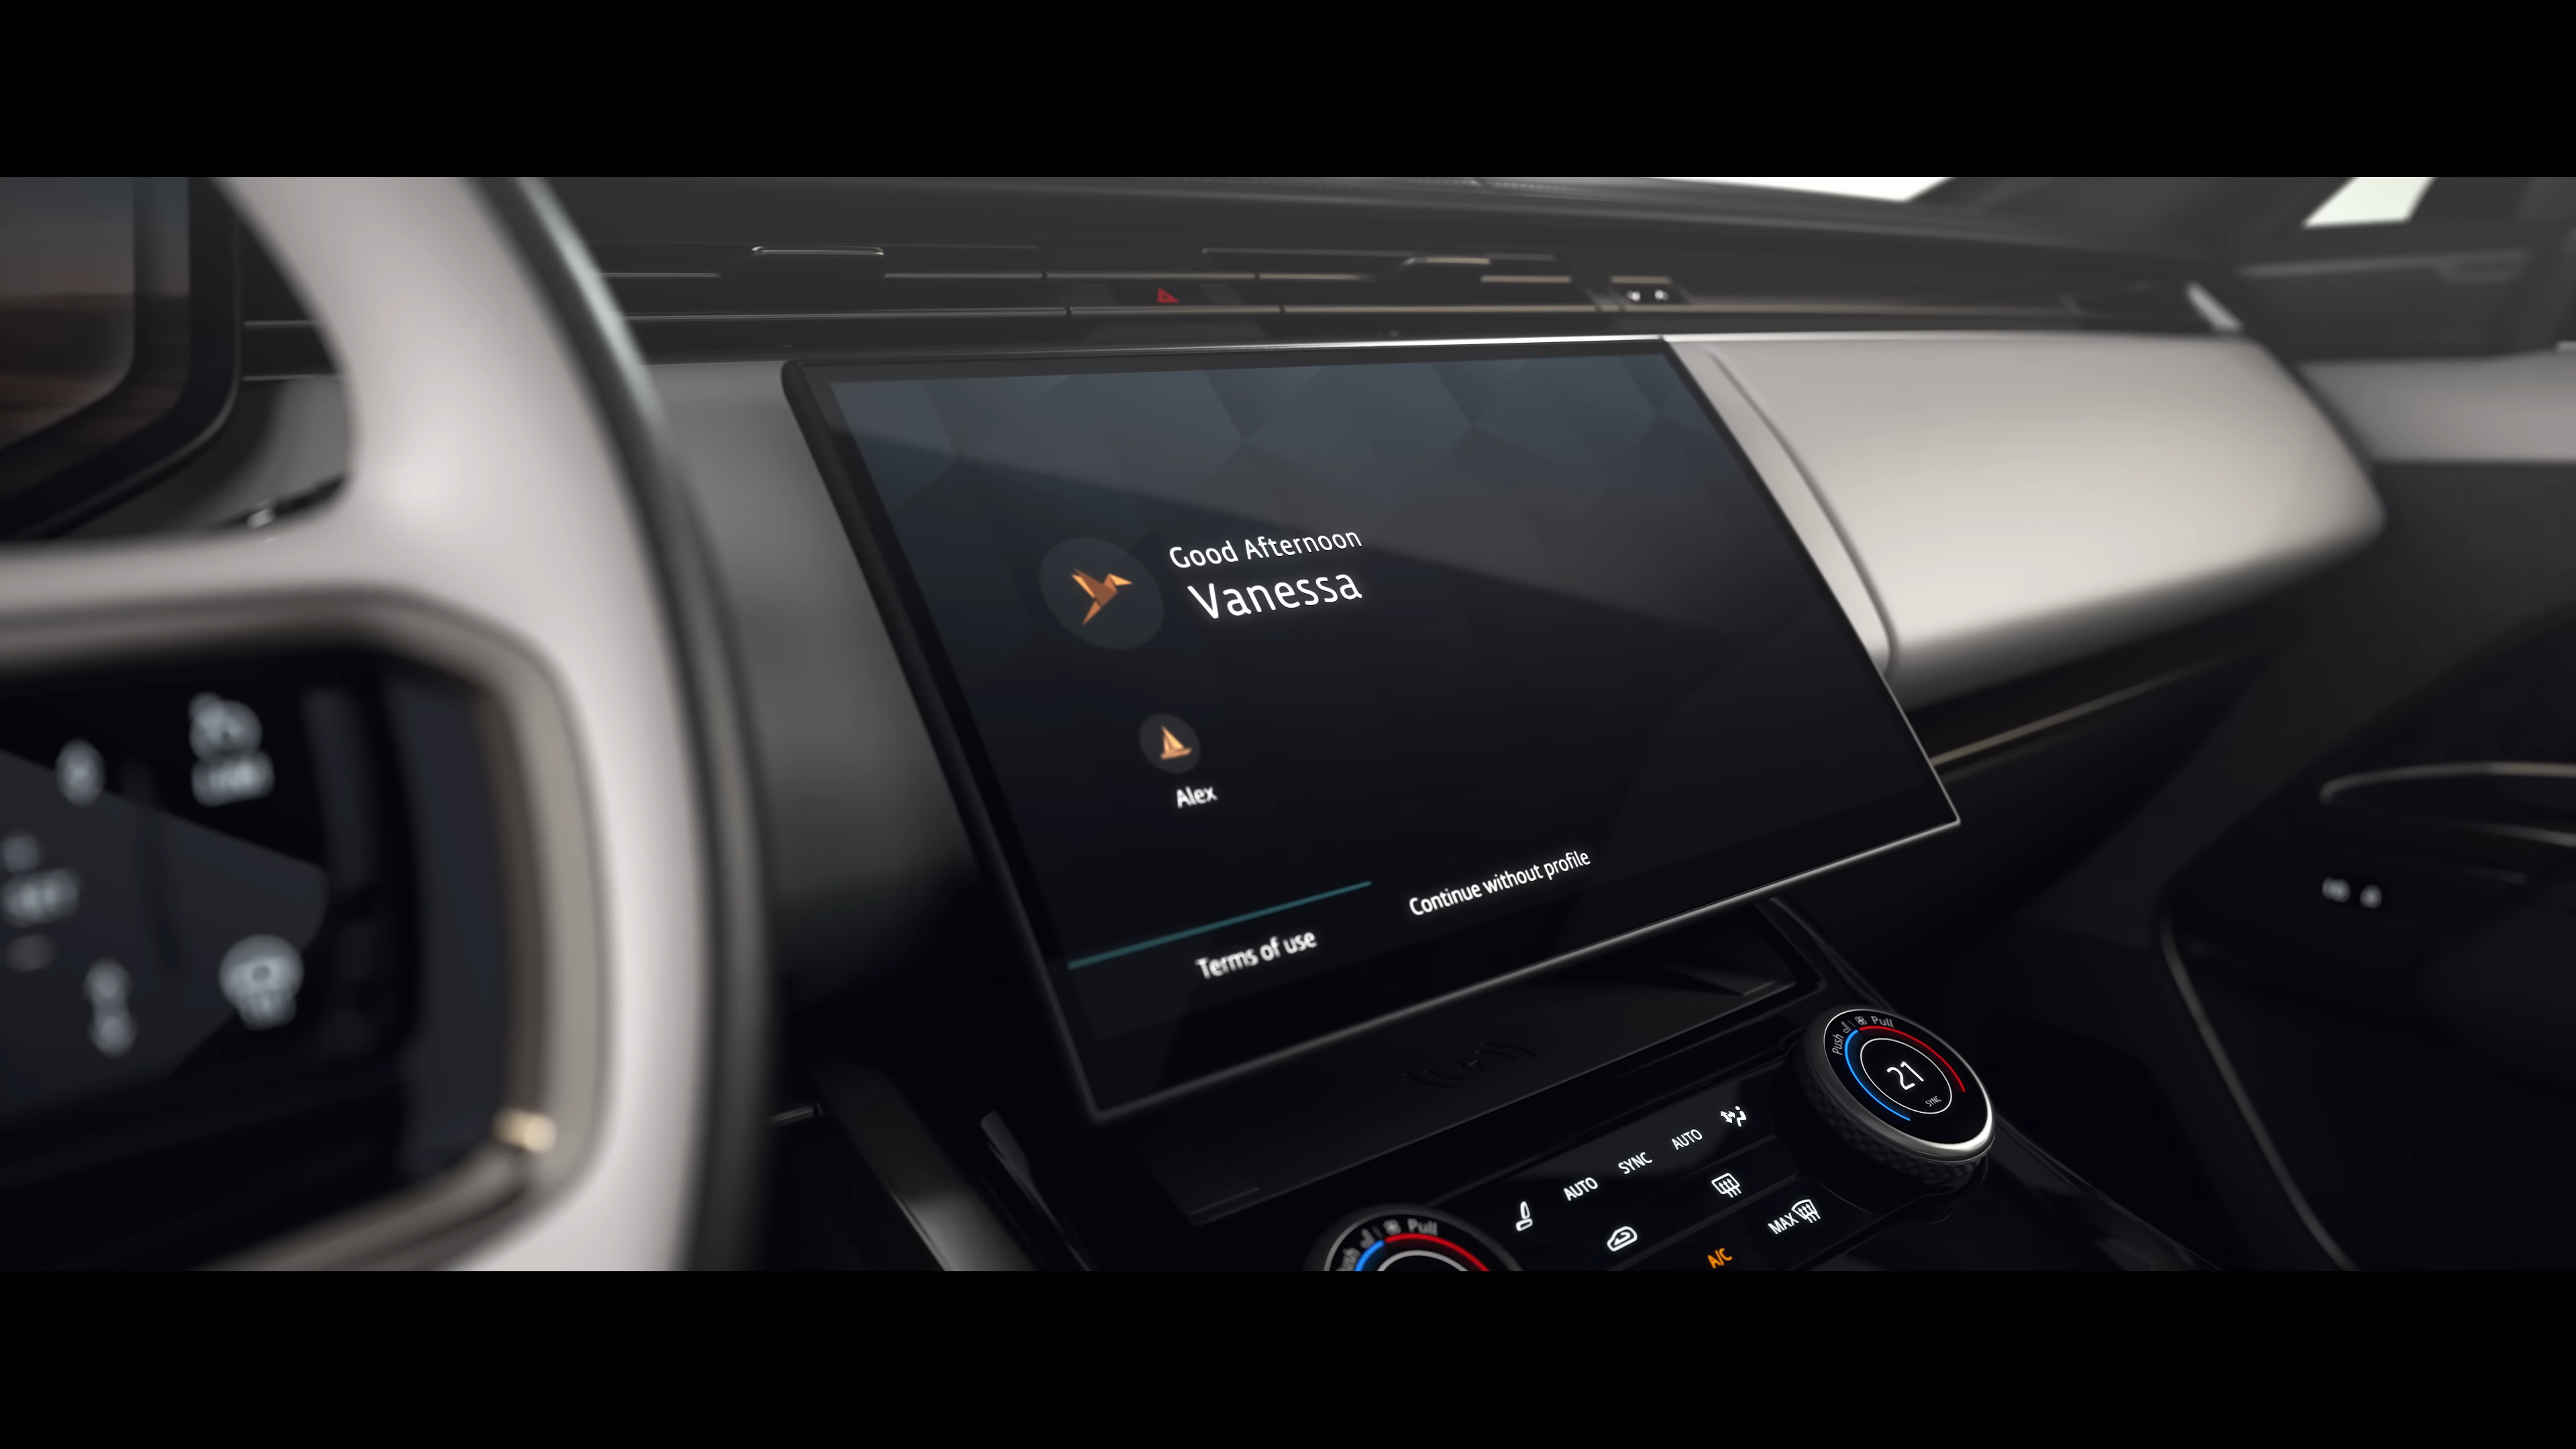 Good Afternoon
Vanessa
Alex
Continue without profile
Terms of use
Push Pull
21
SYNC
AUTO SYNC AUTO
Pull
MAX
A/C